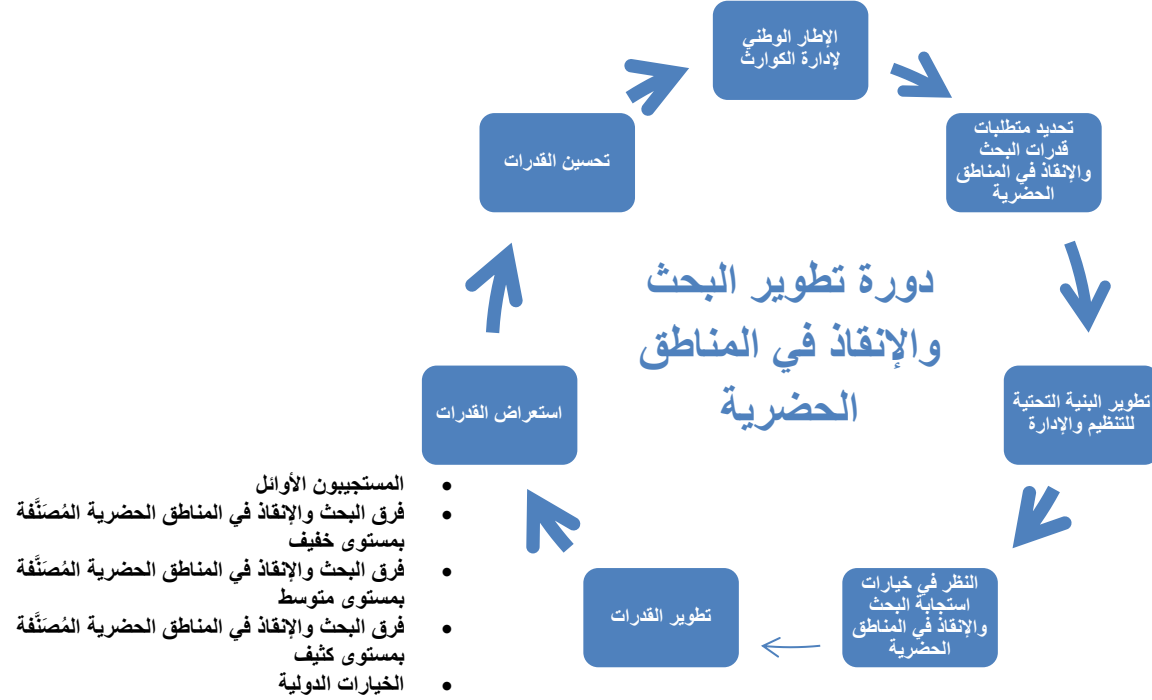 الإطار الوطني
لإدارة الكوارث
تحديد متطلبات
قدرات البحث
والإنقاذ في المناطق
الحضرية
تطوير البنية التحتية
للتنظيم والإدارة
النظر في خيارات
استجابة البحث
والإنقاذ في المناطق
الحضرية
تطوير القدرات
استعراض القدرات
تحسين القدرات
دورة تطوير البحث
والإنقاذ في المناطق
الحضرية
• المستجيبون الأوائل
• فرق البحث والإنقاذ في المناطق الحضرية المُصَنَّفة
بمستوى خفيف
• فرق البحث والإنقاذ في المناطق الحضرية المُصَنَّفة
بمستوى متوسط
• فرق البحث والإنقاذ في المناطق الحضرية المُصَنَّفة
بمستوى كثيف
• الخيارات الدولية